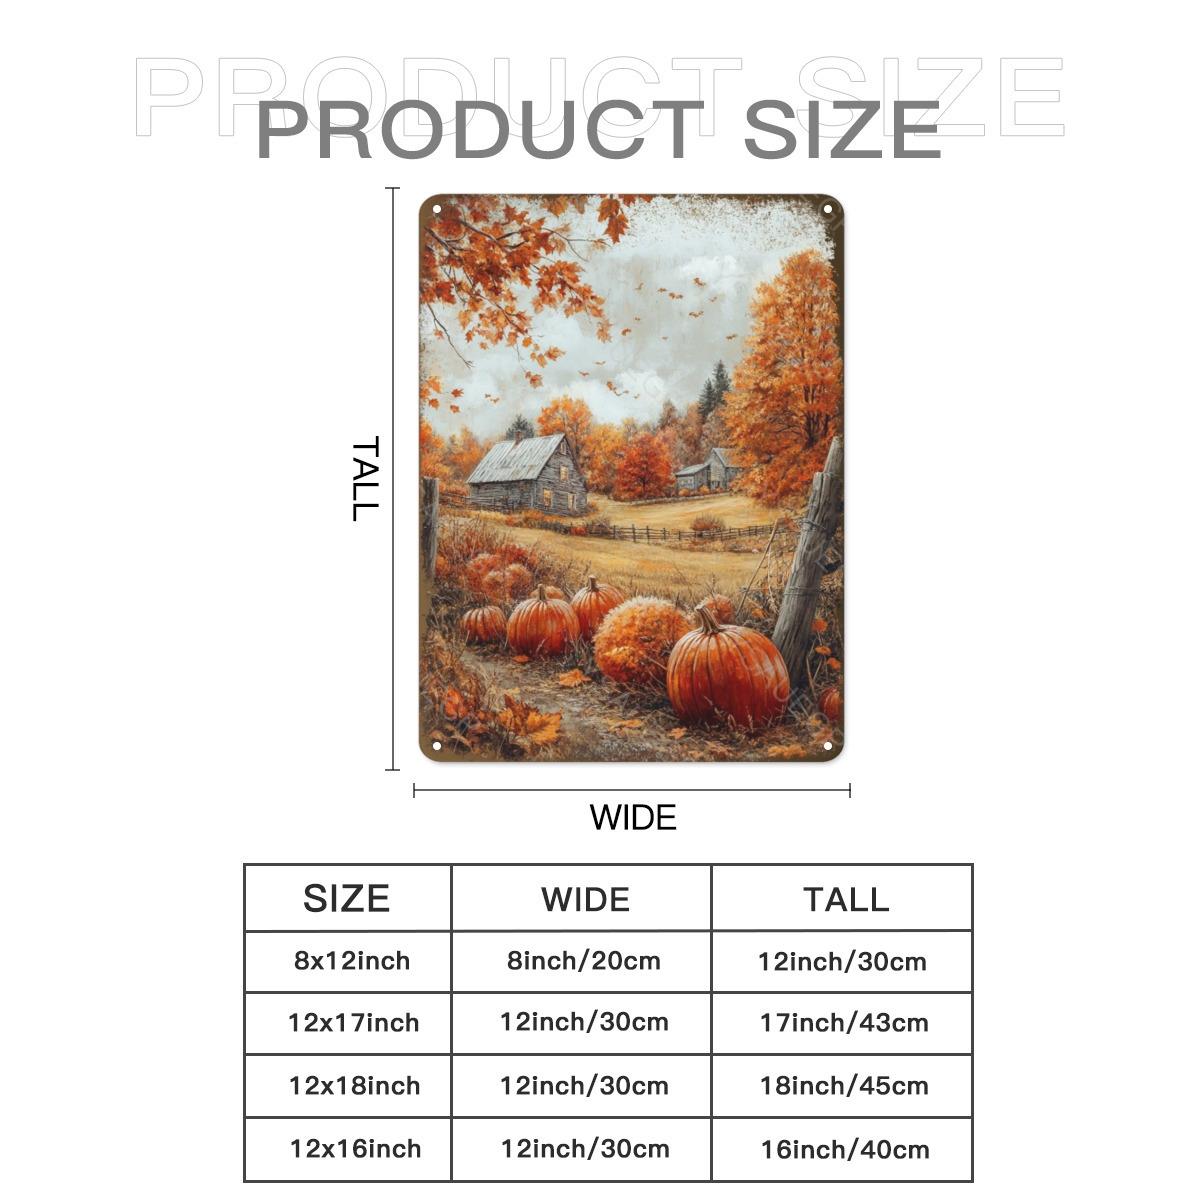 PRODUCT SIZE
PRODUCT SIZE
TALL
WIDE
SIZE WIDE TALL
8x12inch 8inch/20cm 12inch/30cm
12x17inch 12inch/30cm 17inch/43cm
12x18inch 12inch/30cm 18inch/45cm
12x16inch 12inch/30cm 16inch/40cm